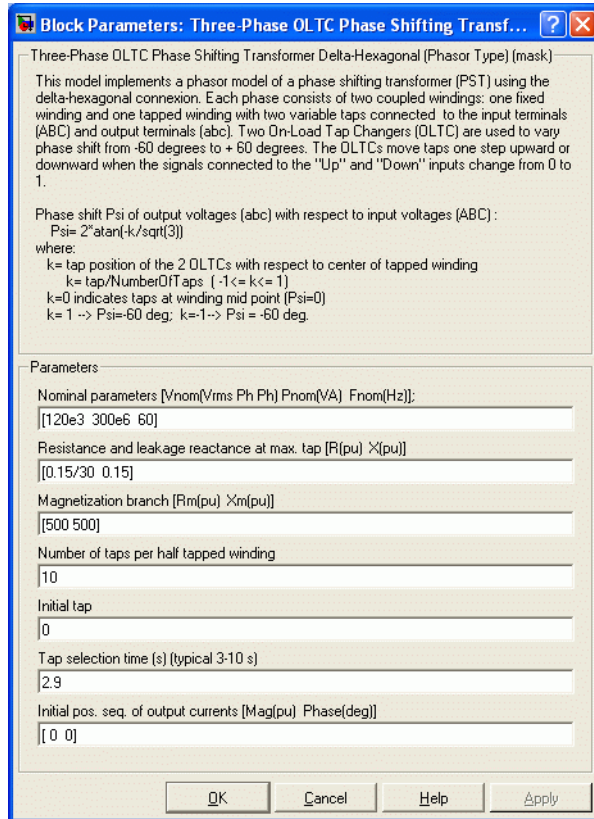 Block Parameters: Three-Phase OLTC Phase Shifting Transf...
Three-Phase OLTC Phase Shifting Transformer Delta-Hexagonal (Phasor Type) (mask)
This model implements a phasor model of a phase shifting transformer (PST) using the
delta-hexagonal connexion. Each phase consists of two coupled windings: one fixed
winding and one tapped winding with two variable taps connected to the input terminals
(ABC) and output terminals (abc). Two On-Load Tap Changers (OLTC) are used to vary
phase shift from -60 degrees to + 60 degrees. The OLTCs move taps one step upward or
downward when the signals connected to the "Up" and "Down" inputs change from 0 to
1.
Phase shift Psi of output voltages (abc) with respect to input voltages (ABC) :
Psi= 2*atan(-k/sqrt(3))
where:
k= tap position of the 2 OLTCs with respect to center of tapped winding
k= tap/NumberOfTaps ( -1<= k<= 1)
k=0 indicates taps at winding mid point (Psi=0)
k= 1 --> Psi=-60 deg; k=-1--> Psi = -60 deg.
Parameters
Nominal parameters [Vnom(Vrms Ph Ph) Pnom(VA) Fnom(Hz)];
[120e3 300e6 60]
Resistance and leakage reactance at max. tap [R(pu) X(pu)]
[0.15/30 0.15]
Magnetization branch [Rm(pu) Xm(pu)]
[500 500]
Number of taps per half tapped winding
10
Initial tap
0
Tap selection time (s) (typical 3-10 s)
2.9
Initial pos. seq. of output currents [Mag(pu) Phase(deg)]
[ 0 0]
OK Cancel Help Apply